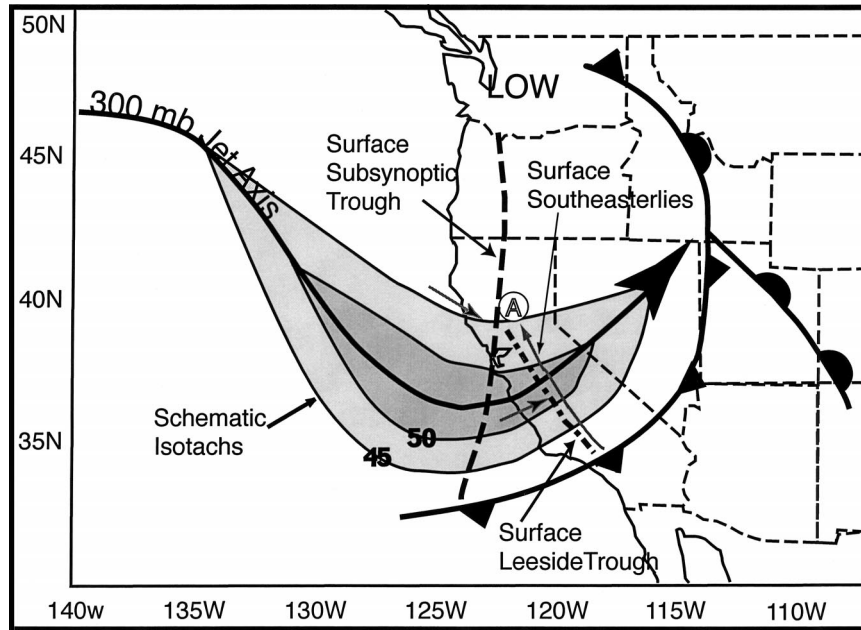 50N
300 mb Jet Axis
LOW
45N
Surface
Subsynoptic
Trough
Surface
Southeasterlies
40N
A
Schematic
Isotachs
50
45
35N
Surface
LeesideTrough
140w 135W 130W 125W 120W 115W 110W